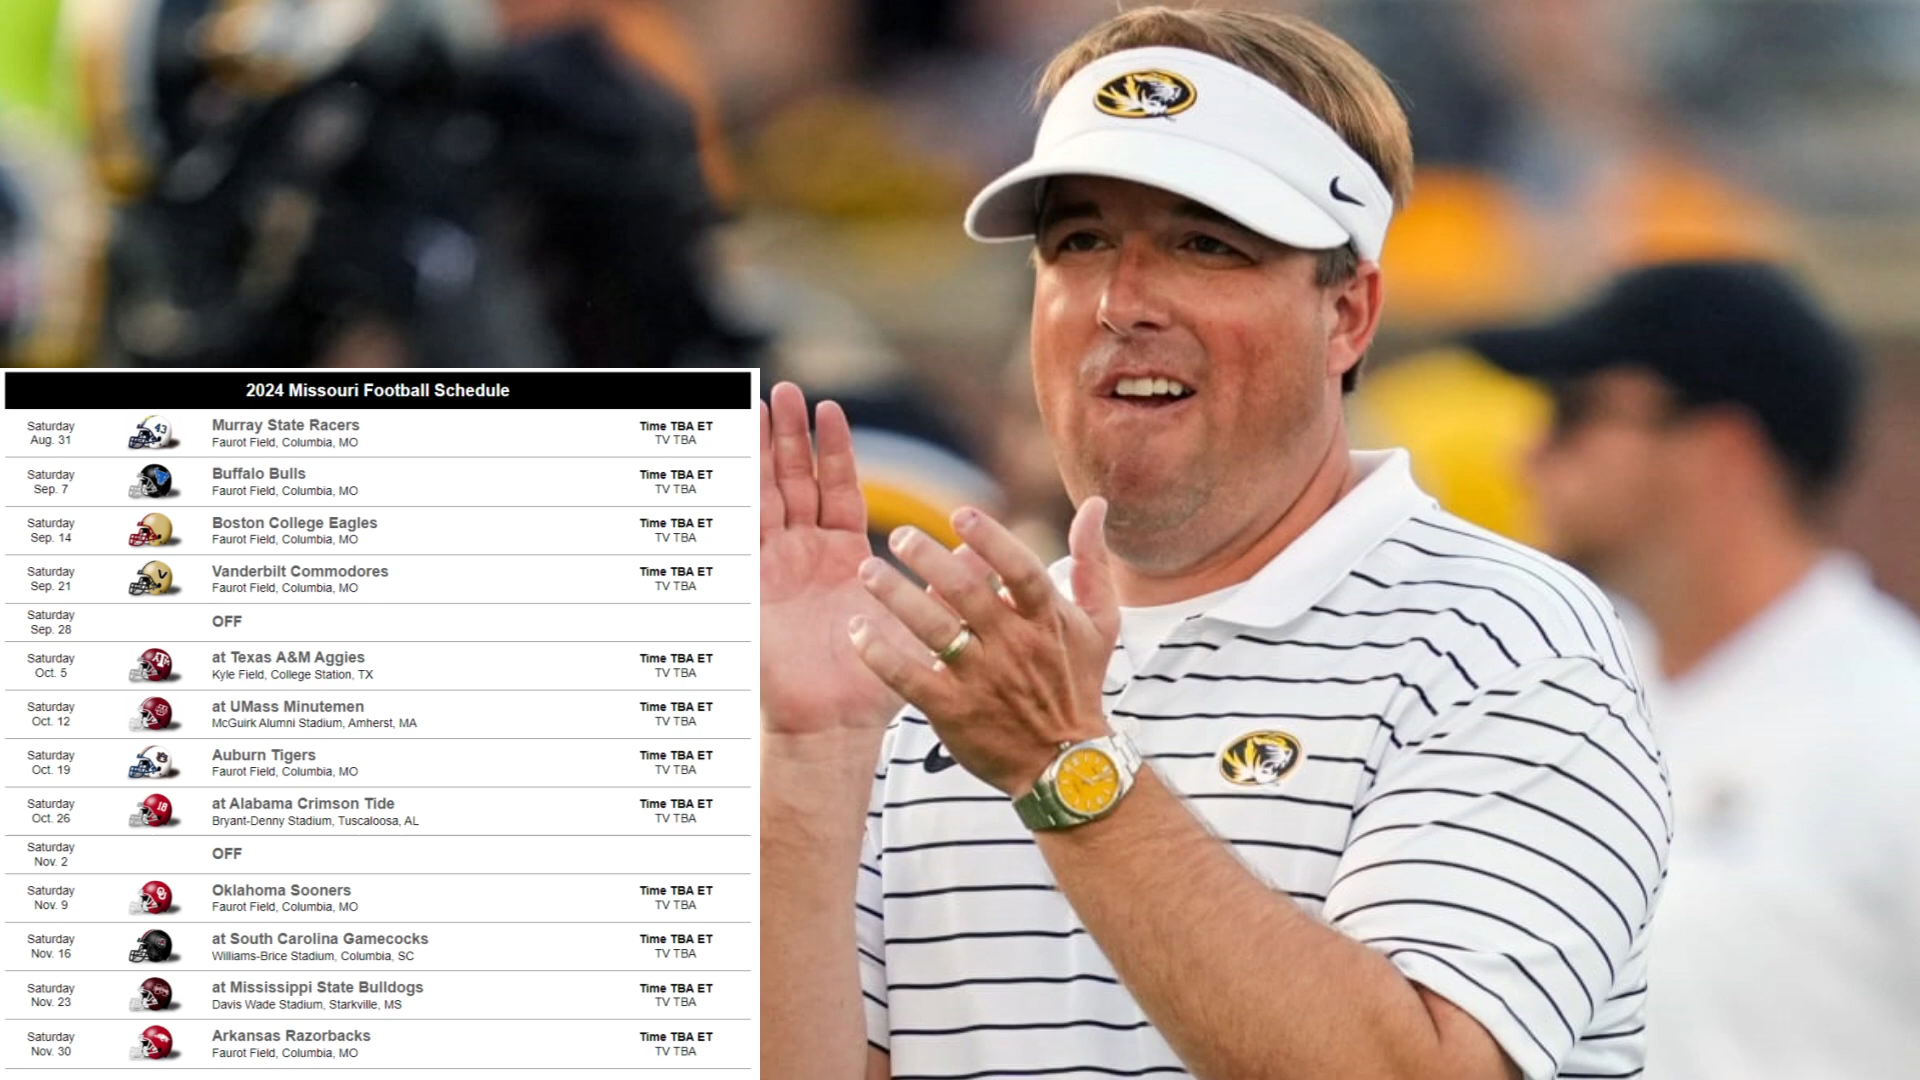 2024 Missouri Football Schedule
Saturday
Aug. 31
Murray State Racers
Faurot Field, Columbia, MO
Time TBA ET
TV TBA
Saturday
Sep. 7
Buffalo Bulls
Faurot Field, Columbia, MO
Time TBA ET
TV TBA
Saturday
Sep. 14
Boston College Eagles
Faurot Field, Columbia, MO
Time TBA ET
TV TBA
Saturday
Sep. 21
Vanderbilt Commodores
Faurot Field, Columbia, MO
Time TBA ET
TV TBA
Saturday
Sep. 28
OFF
Saturday
Oct. 5
at Texas A&M Aggies
Kyle Field, College Station, TX
Time TBA ET
TV TBA
Saturday
Oct. 12
at UMass Minutemen
McGuirk Alumni Stadium, Amherst, MA
Time TBA ET
TV TBA
Saturday
Oct. 19
Auburn Tigers
Faurot Field, Columbia, MO
Time TBA ET
TV TBA
Saturday
Oct. 26
at Alabama Crimson Tide
Bryant-Denny Stadium, Tuscaloosa, AL
Time TBA ET
TV TBA
Saturday
Nov. 2
OFF
Saturday
Nov. 9
Oklahoma Sooners
Faurot Field, Columbia, MO
Time TBA ET
TV TBA
Saturday
Nov. 16
at South Carolina Gamecocks
Williams-Brice Stadium, Columbia, SC
Time TBA ET
TV TBA
Saturday
Nov. 23
at Mississippi State Bulldogs
Davis Wade Stadium, Starkville, MS
Time TBA ET
TV TBA
Saturday
Nov. 30
Arkansas Razorbacks
Faurot Field, Columbia, MO
Time TBA ET
TV TBA